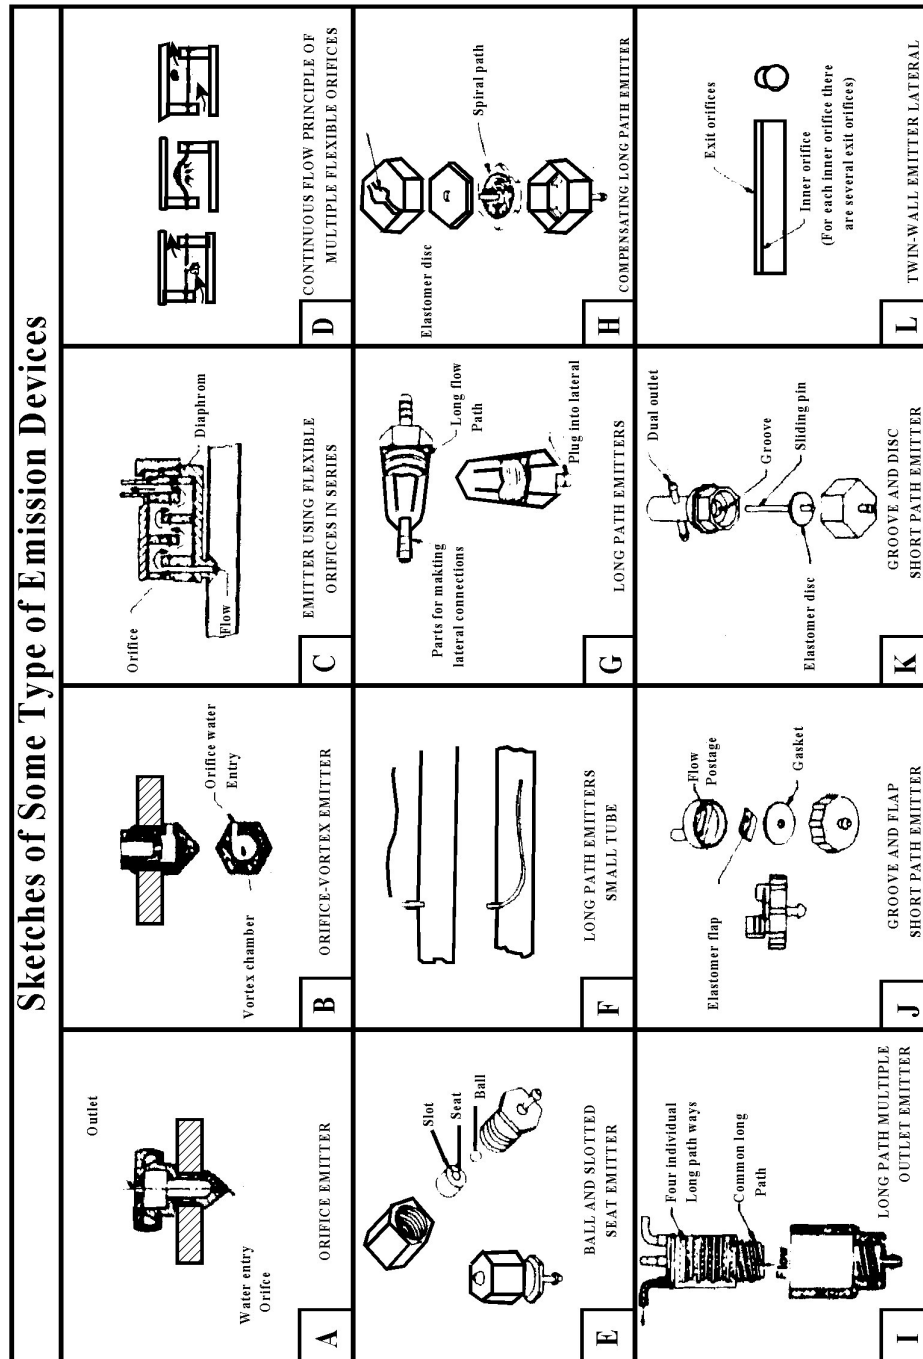 Sketches of Some Type of Emission Devices
Outlet
Water entry
Orifce
A
ORIFICE EMITTER
Vortex chamber
Orifice water
Entry
B
ORIFICE-VORTEX EMITTER
Orifice
Flow
Diaphrom
C
EMITTER USING FLEXIBLE
ORIFICES IN SERIES
D
CONTINUOUS FLOW PRINCIPLE OF
MULTIPLE FLEXIBLE ORIFICES
Slot
Seat
Ball
E
BALL AND SLOTTED
SEAT EMITTER
F
LONG PATH EMITTERS
SMALL TUBE
Parts for makting
lateral connections
Long flow
Path
Plug into lateral
G
LONG PATH EMITTERS
Elastomer disc
Spiral path
H
COMPENSATING LONG PATH EMITTER
Four individual
Long path ways
Common long
Path
Flow
I
LONG PATH MULTIPLE
OUTLET EMITTER
Elastomer flap
Flow
Postage
Gasket
J
GROOVE AND FLAP
SHORT PATH EMITTER
Dual outlet
Groove
Sliding pin
Elastomer disc
K
GROOVE AND DISC
SHORT PATH EMITTER
Exit orifices
Inner orifice
(For each inner orifice there
are several exit orifices)
L
TWIN-WALL EMITTER LATERAL